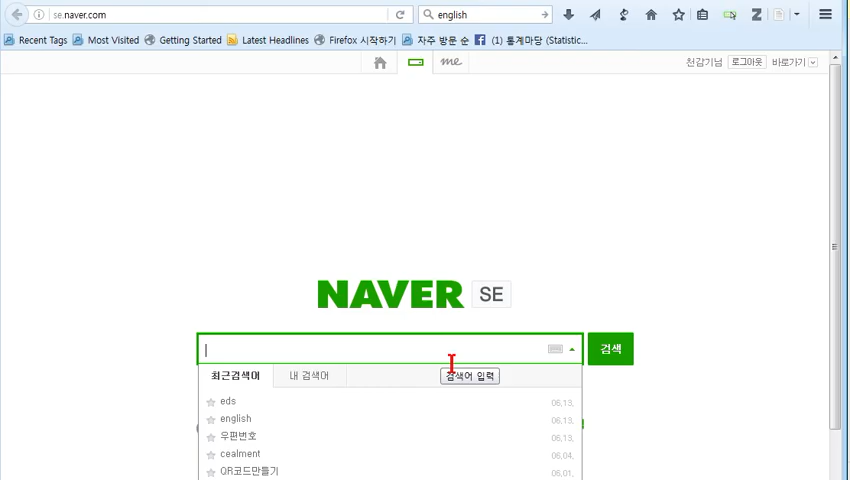 se.naver.com
english
Recent Tags Most Visited Getting Started Latest Headlines Firefox 시작하기 자주 방문 순 (1) 통계마당 (Statistic...
me 천강기님 로그아웃 바로가기
NAVER SE
검색
최근검색어 내 검색어 검색어 입력
eds 06.13.
english 06.13.
우편번호 06.13.
cealment 06.04.
QR코드만들기 06.01.